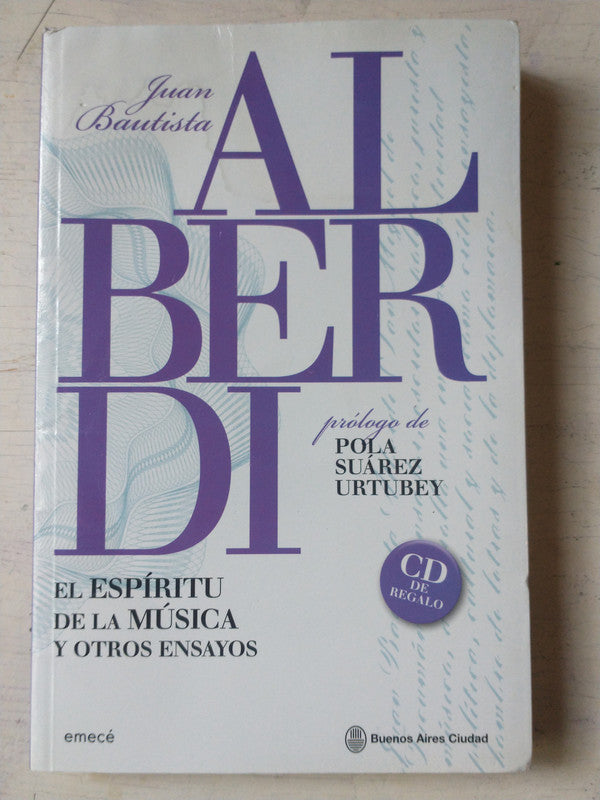 Juan
Bautista
AL
BER
DI
prólogo de
POLA
SUÁREZ
URTUBEY
CD
DE
REGALO
EL ESPÍRITU
DE LA MÚSICA
Y OTROS ENSAYOS
emecé
Buenos Aires Ciudad